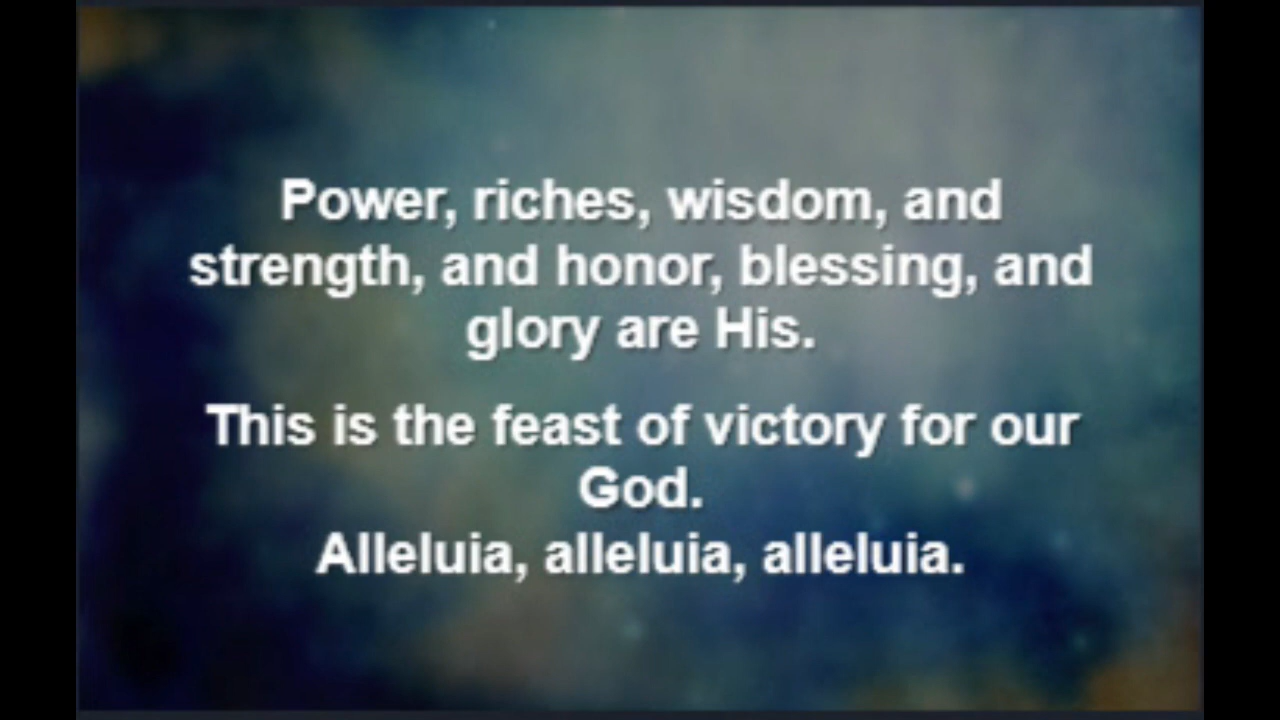 Power, riches, wisdom, and
strength, and honor, blessing, and
glory are His.
This is the feast of victory for our
God.
Alleluia, alleluia, alleluia.